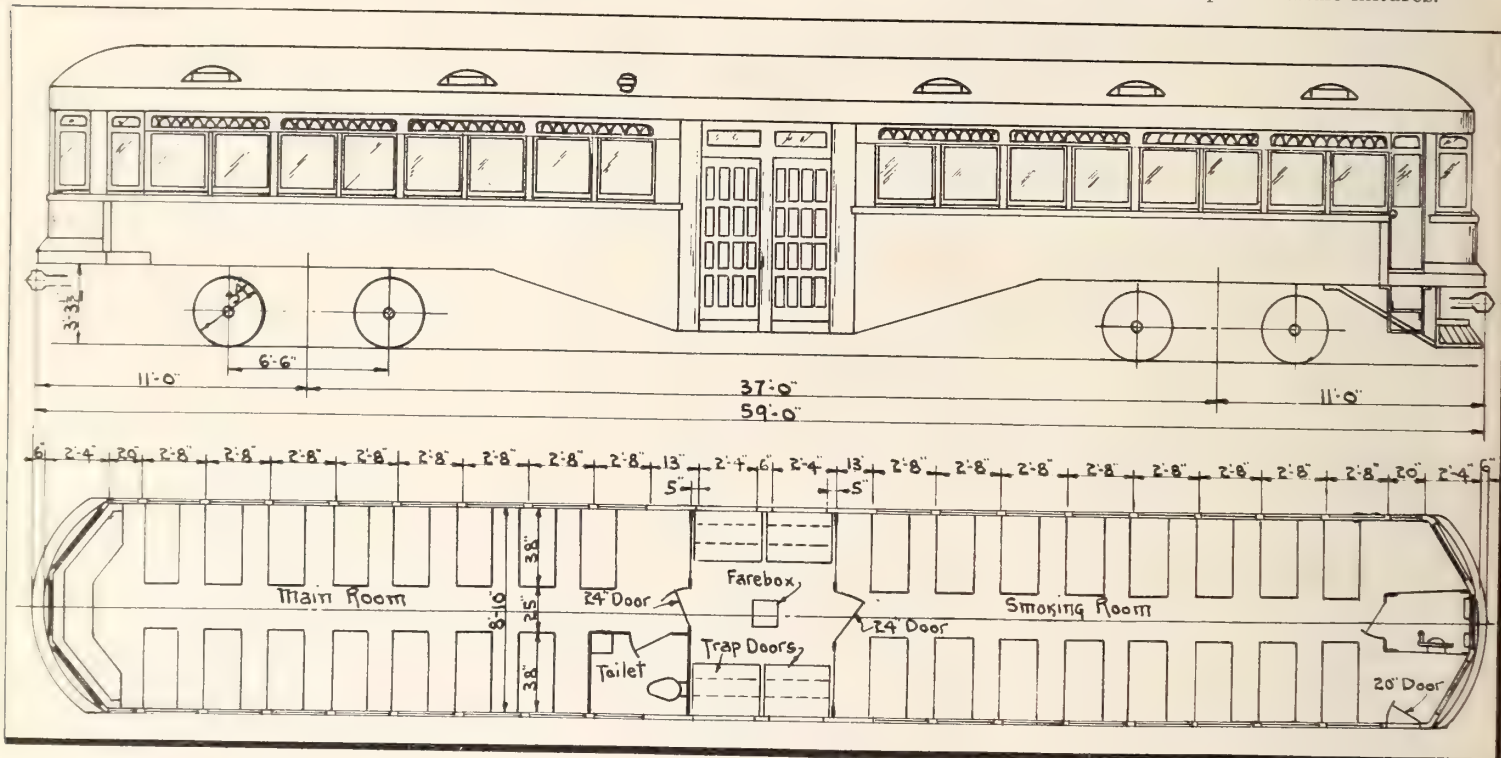 34"
3'-3½"
6'-6"
11'-0"
37'-0"
11'-0"
59'-0"
6" 2'-4" 20" 2'-8" 2'-8" 2'-8" 2'-8" 2'-8" 2'-8" 2'-8" 2'-8" 13" 2'-4" 6" 2'-4" 13" 2'-8" 2'-8" 2'-8" 2'-8" 2'-8" 2'-8" 2'-8" 2'-8" 20" 2'-4" 6"
5" 5"
38"
Farebox
Main Room
8'-10"
25"
24" Door
Smoking Room
24" Door
Toilet
38"
Trap Doors
20" Door